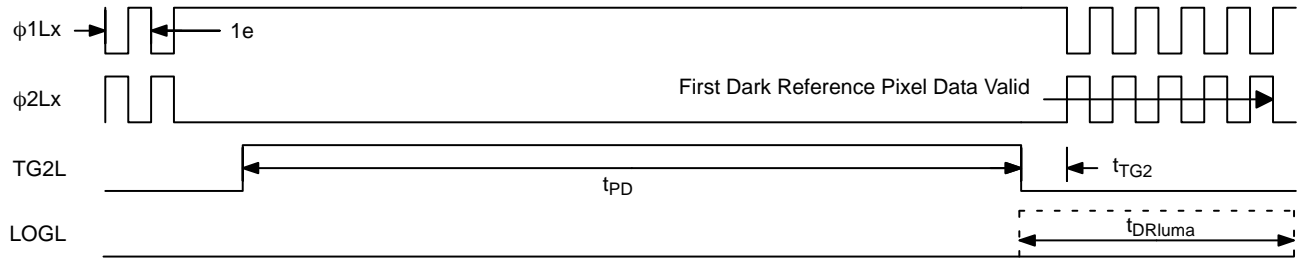 ϕ1Lx
1e
ϕ2Lx
First Dark Reference Pixel Data Valid
TG2L
tPD
tTG2
LOGL
tDRluma